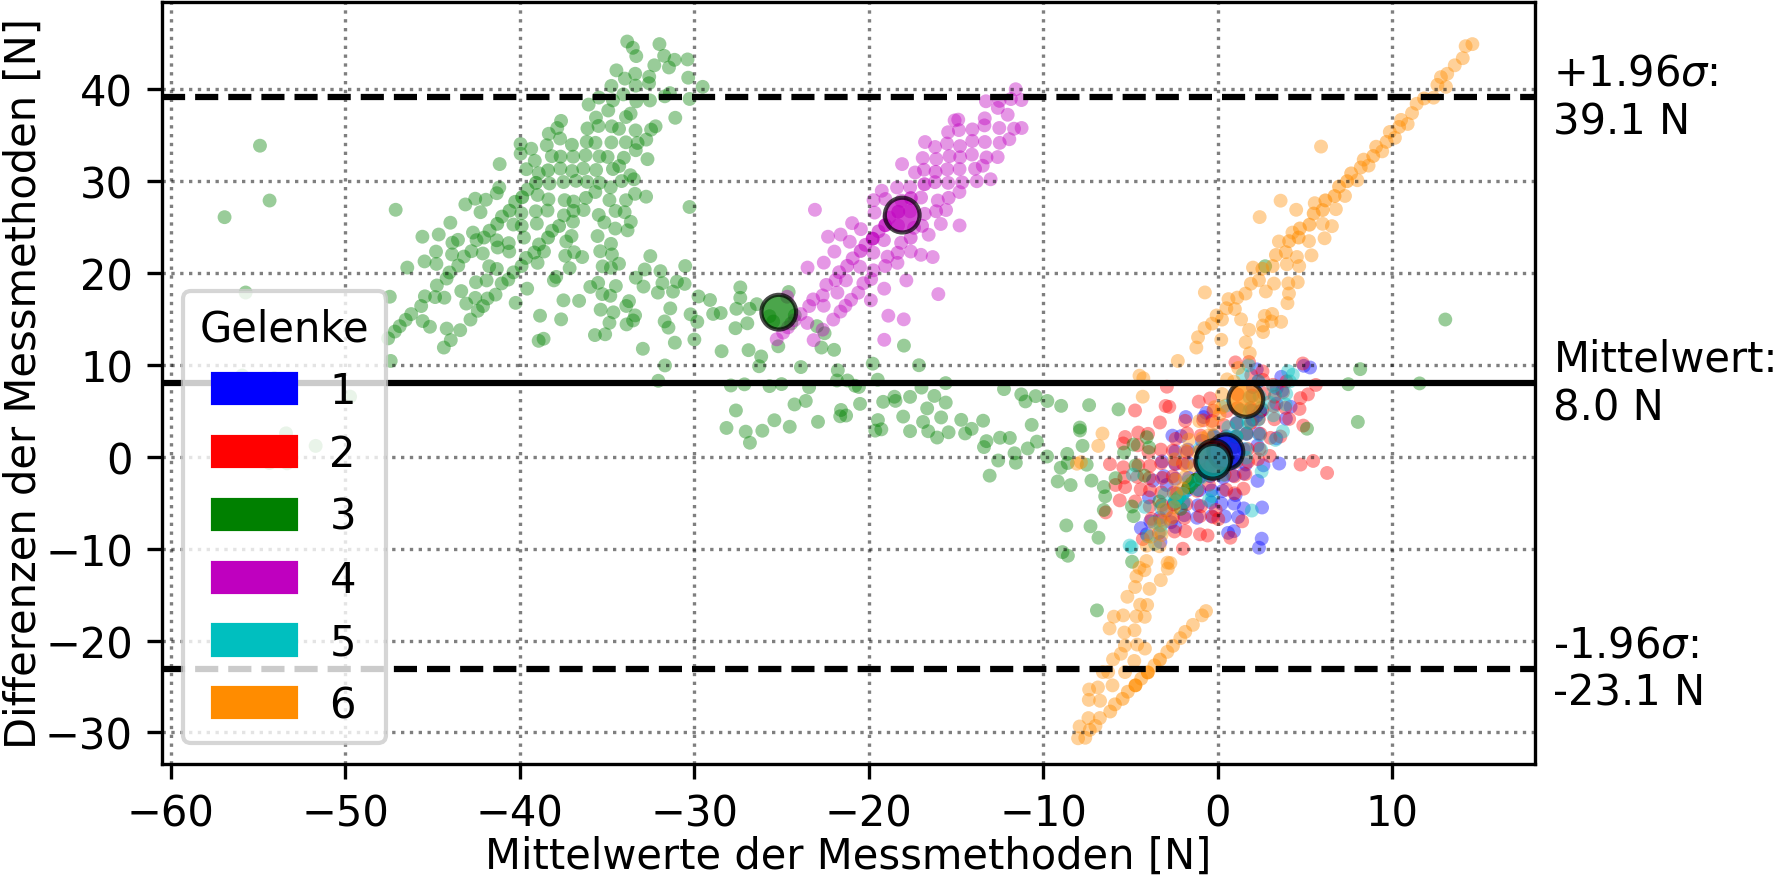 Differenzen der Messmethoden [N]
40
30
20
10
0
−10
−20
−30
Gelenke
1
2
3
4
5
6
+1.96σ:
39.1 N
Mittelwert:
8.0 N
-1.96σ:
-23.1 N
−60 −50 −40 −30 −20 −10 0 10
Mittelwerte der Messmethoden [N]